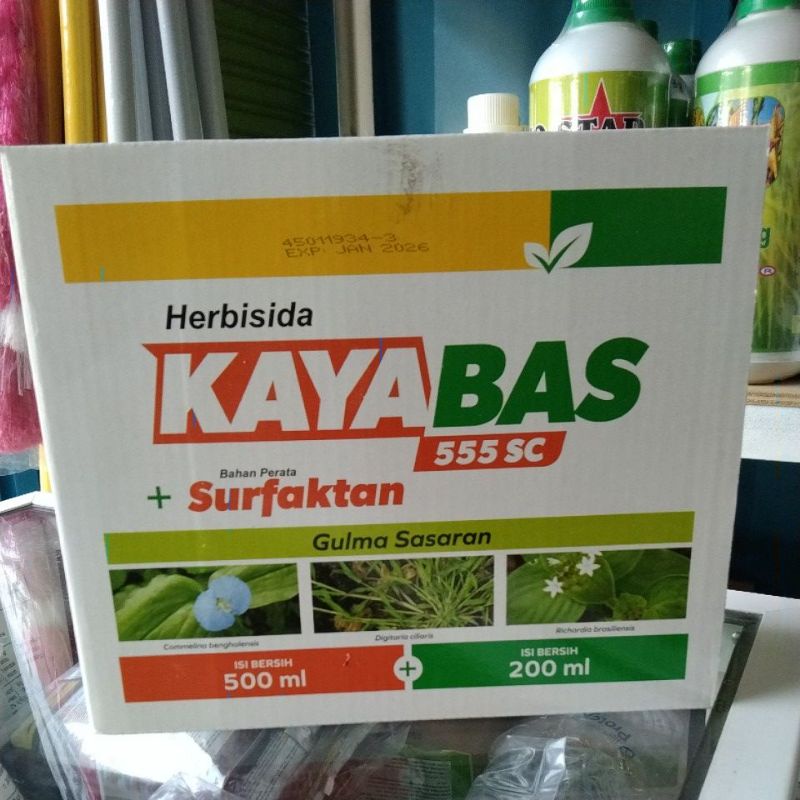 45011934-3
EXP: JAN 2026
Herbisida
KAYABAS
555 SC
Bahan Perata
+ Surfaktan
Gulma Sasaran
Commelina benghalensis
Digitaria ciliaris
Richardia brasiliensis
ISI BERSIH
500 ml
+
ISI BERSIH
200 ml
STAR